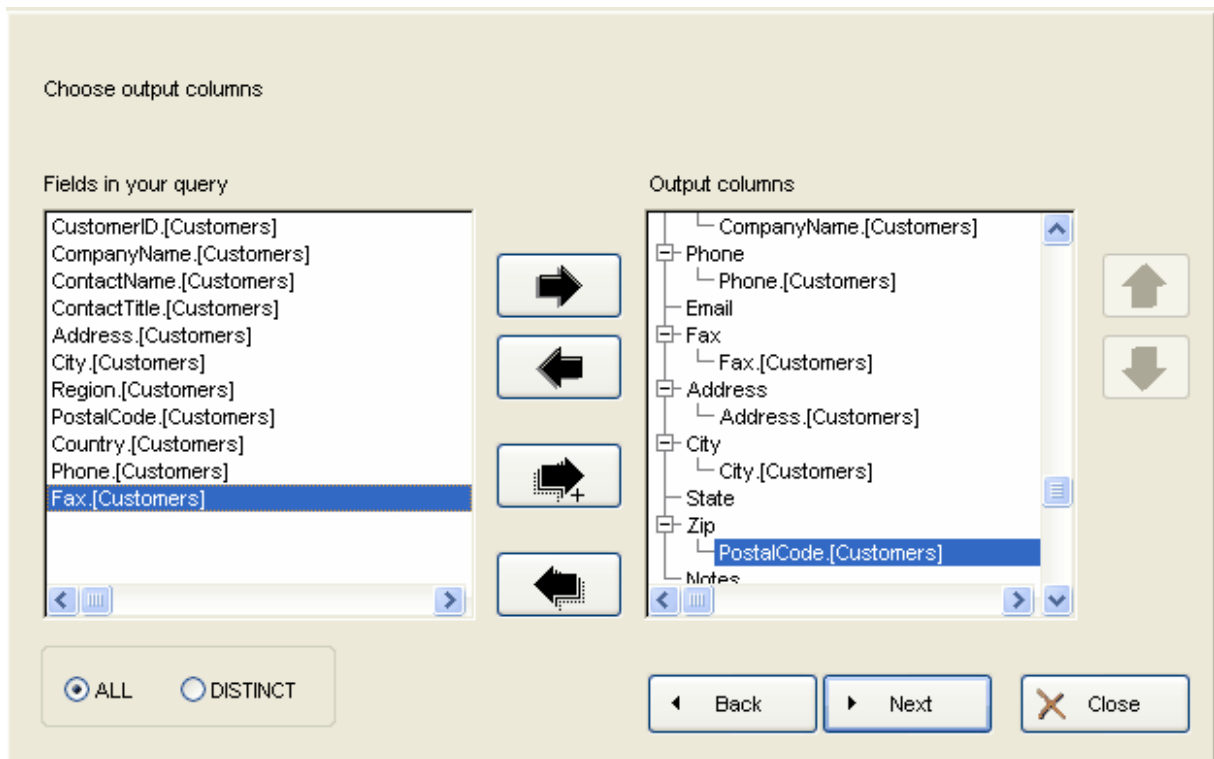 Choose output columns
Fields in your query
CustomerID.[Customers]
CompanyName.[Customers]
ContactName.[Customers]
ContactTitle.[Customers]
Address.[Customers]
City.[Customers]
Region.[Customers]
PostalCode.[Customers]
Country.[Customers]
Phone.[Customers]
Fax.[Customers]
Output columns
CompanyName.[Customers]
Phone
Phone.[Customers]
Email
Fax
Fax.[Customers]
Address
Address.[Customers]
City
City.[Customers]
State
Zip
PostalCode.[Customers]
Notes
ALL
DISTINCT
Back
Next
Close